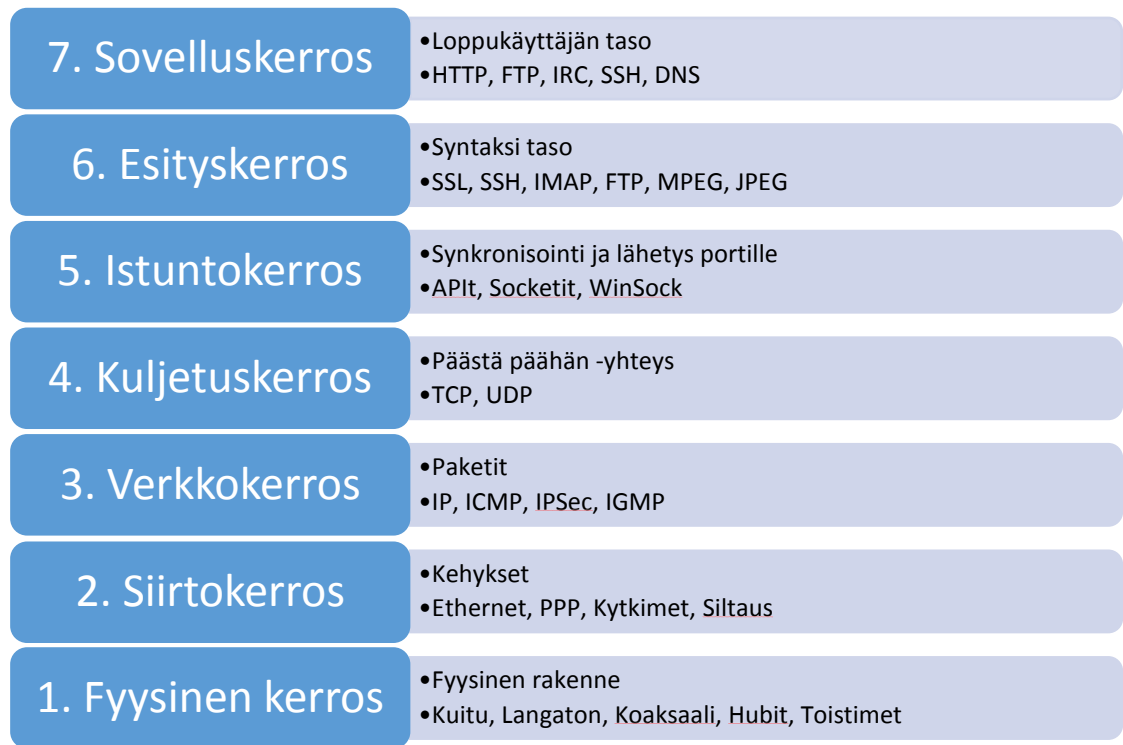 7. Sovelluskerros
•Loppukäyttäjän taso
•HTTP, FTP, IRC, SSH, DNS
6. Esityskerros
•Syntaksi taso
•SSL, SSH, IMAP, FTP, MPEG, JPEG
5. Istuntokerros
•Synkronisointi ja lähetys portille
•APIt, Socketit, WinSock
4. Kuljetuskerros
•Päästä päähän -yhteys
•TCP, UDP
3. Verkkokerros
•Paketit
•IP, ICMP, IPSec, IGMP
2. Siirtokerros
•Kehykset
•Ethernet, PPP, Kytkimet, Siltaus
1. Fyysinen kerros
•Fyysinen rakenne
•Kuitu, Langaton, Koaksaali, Hubit, Toistimet